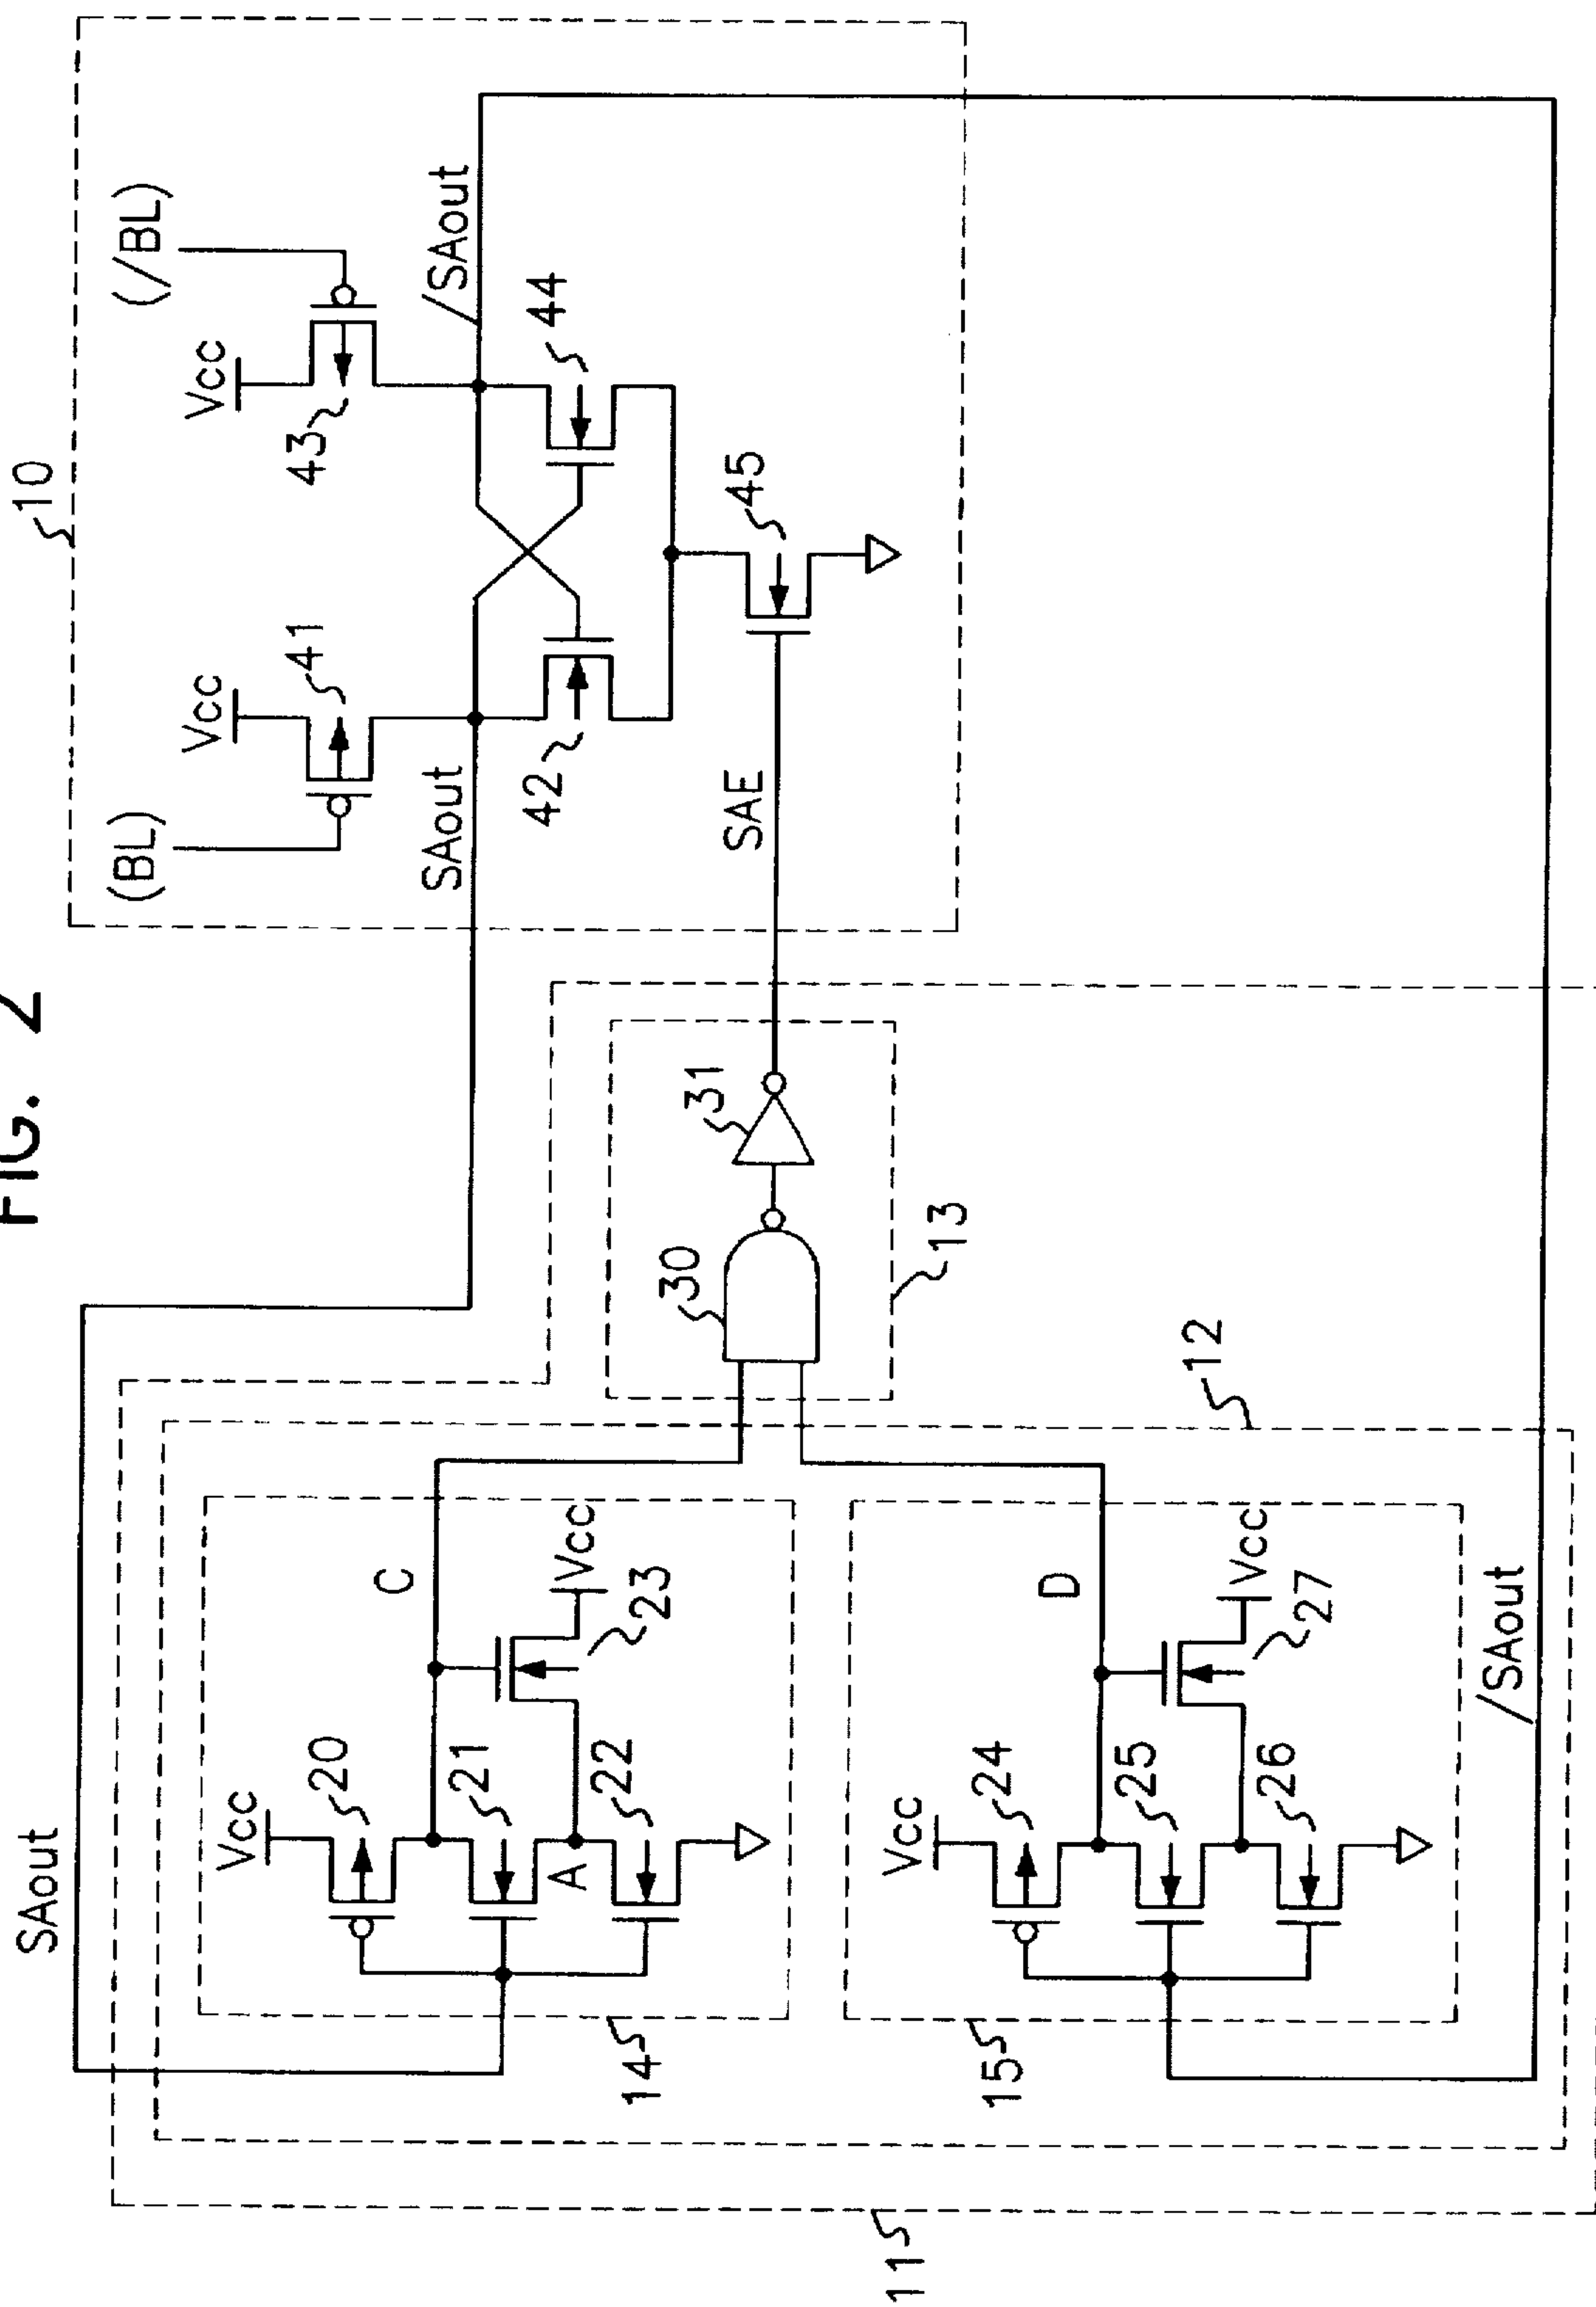 FIG. 2
10
(BL)
(/BL)
Vcc
Vcc
41
43
SAout
/SAout
42
44
SAE
45
SAout
30
31
13
12
Vcc
20
C
21
A
22
23
Vcc
14
Vcc
24
D
25
26
27
Vcc
15
/SAout
11